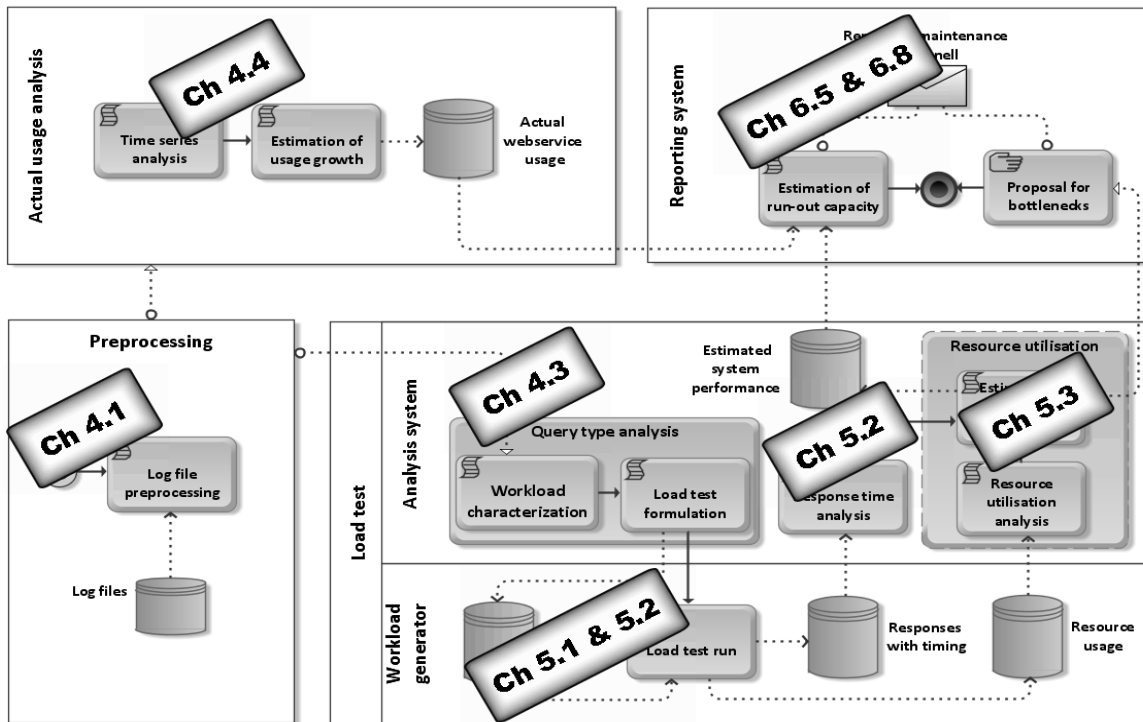 Actual usage analysis
Ch 4.4
Time series
analysis
Estimation of
usage growth
Actual
webservice
usage
Reporting system
maintenance
Ch 6.5 & 6.8
Estimation of
run-out capacity
Proposal for
bottlenecks
Preprocessing
Ch 4.1
Log file
preprocessing
Log files
Load test
Analysis system
Ch 4.3
Query type analysis
Workload
characterization
Load test
formulation
Estimated
system
performance
Ch 5.2
analysis
time
Resource utilisation
Ch 5.3
Resource
utilisation
analysis
Workload
generator
Ch 5.1 & 5.2
Load test run
Responses
with timing
Resource
usage